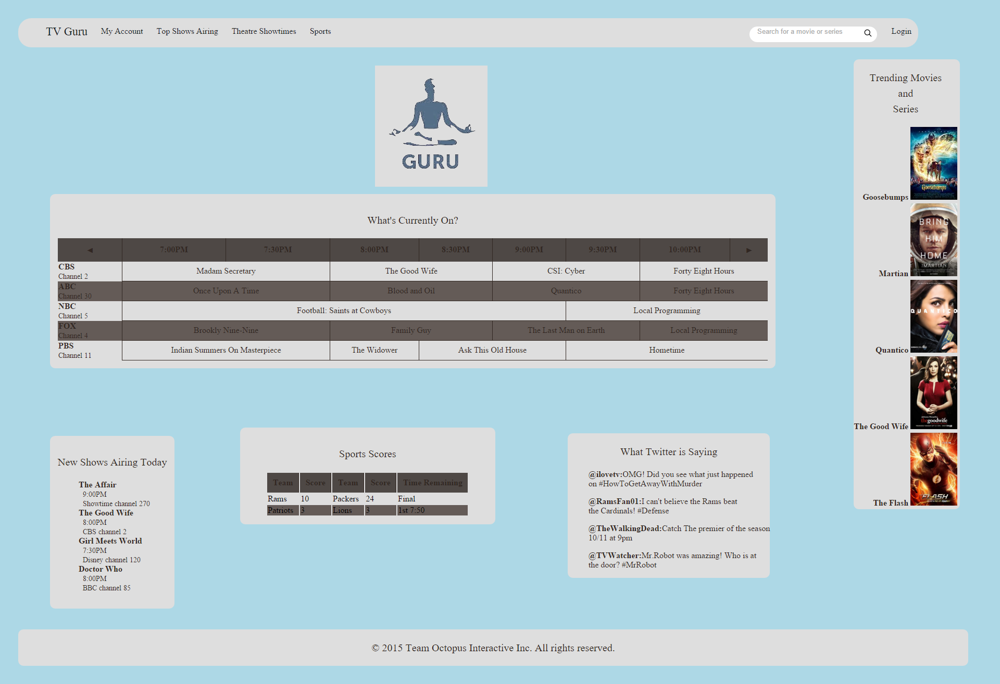 TV Guru My Account Top Shows Airing Theatre Showtimes Sports Search for a movie or series Login
GURU
What's Currently On?
◄ 7:00PM 7:30PM 8:00PM 8:30PM 9:00PM 9:30PM 10:00PM ►
CBS
Channel 2
Madam Secretary The Good Wife CSI: Cyber Forty Eight Hours
ABC
Channel 30
Once Upon A Time Blood and Oil Quantico Forty Eight Hours
NBC
Channel 5
Football: Saints at Cowboys Local Programming
FOX
Channel 4
Brookly Nine-Nine Family Guy The Last Man on Earth Local Programming
PBS
Channel 11
Indian Summers On Masterpiece The Widower Ask This Old House Hometime
Trending Movies
and
Series
Goosebumps
Goosebumps
BRING
HIM
HOME
MARTIAN
Martian
QUANTICO
Quantico
thegoodwife
The Good Wife
FLASH
The Flash
New Shows Airing Today
The Affair
9:00PM
Showtime channel 270
The Good Wife
8:00PM
CBS channel 2
Girl Meets World
7:30PM
Disney channel 120
Doctor Who
8:00PM
BBC channel 85
Sports Scores
Team Score Team Score Time Remaining
Rams 10 Packers 24 Final
Patriots 3 Lions 3 1st 7:50
What Twitter is Saying
@ilovetv:OMG! Did you see what just happened
on #HowToGetAwayWithMurder
@RamsFan01:I can't believe the Rams beat
the Cardinals! #Defense
@TheWalkingDead:Catch The premier of the season
10/11 at 9pm
@TVWatcher:Mr.Robot was amazing! Who is at
the door? #MrRobot
© 2015 Team Octopus Interactive Inc. All rights reserved.